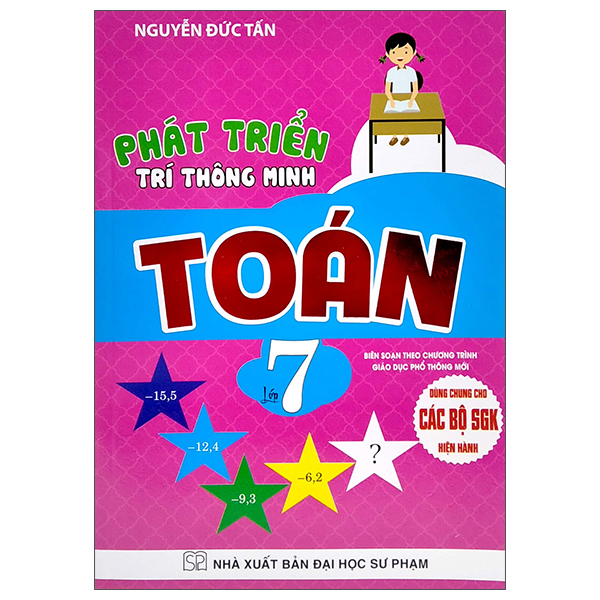 NGUYỄN ĐỨC TẤN
PHÁT TRIỂN
TRÍ THÔNG MINH
TOÁN
Lớp 7
BIÊN SOẠN THEO CHƯƠNG TRÌNH
GIÁO DỤC PHỔ THÔNG MỚI
DÙNG CHUNG CHO
CÁC BỘ SGK
HIỆN HÀNH
–15,5
–12,4
–9,3
–6,2
?
SP
NHÀ XUẤT BẢN ĐẠI HỌC SƯ PHẠM